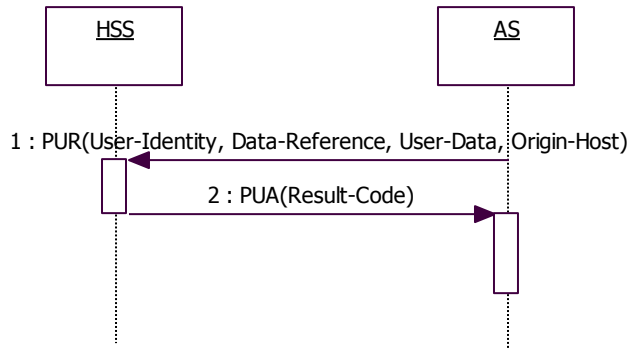 HSS
AS
1 : PUR(User-Identity, Data-Reference, User-Data, Origin-Host)
2 : PUA(Result-Code)